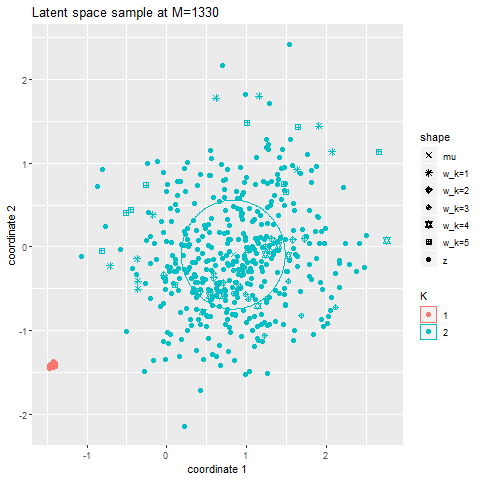 Latent space sample at M=1330
coordinate 2
2
1
0
-1
-2
-1
0
1
2
coordinate 1
shape
mu
w_k=1
w_k=2
w_k=3
w_k=4
w_k=5
z
K
1
2